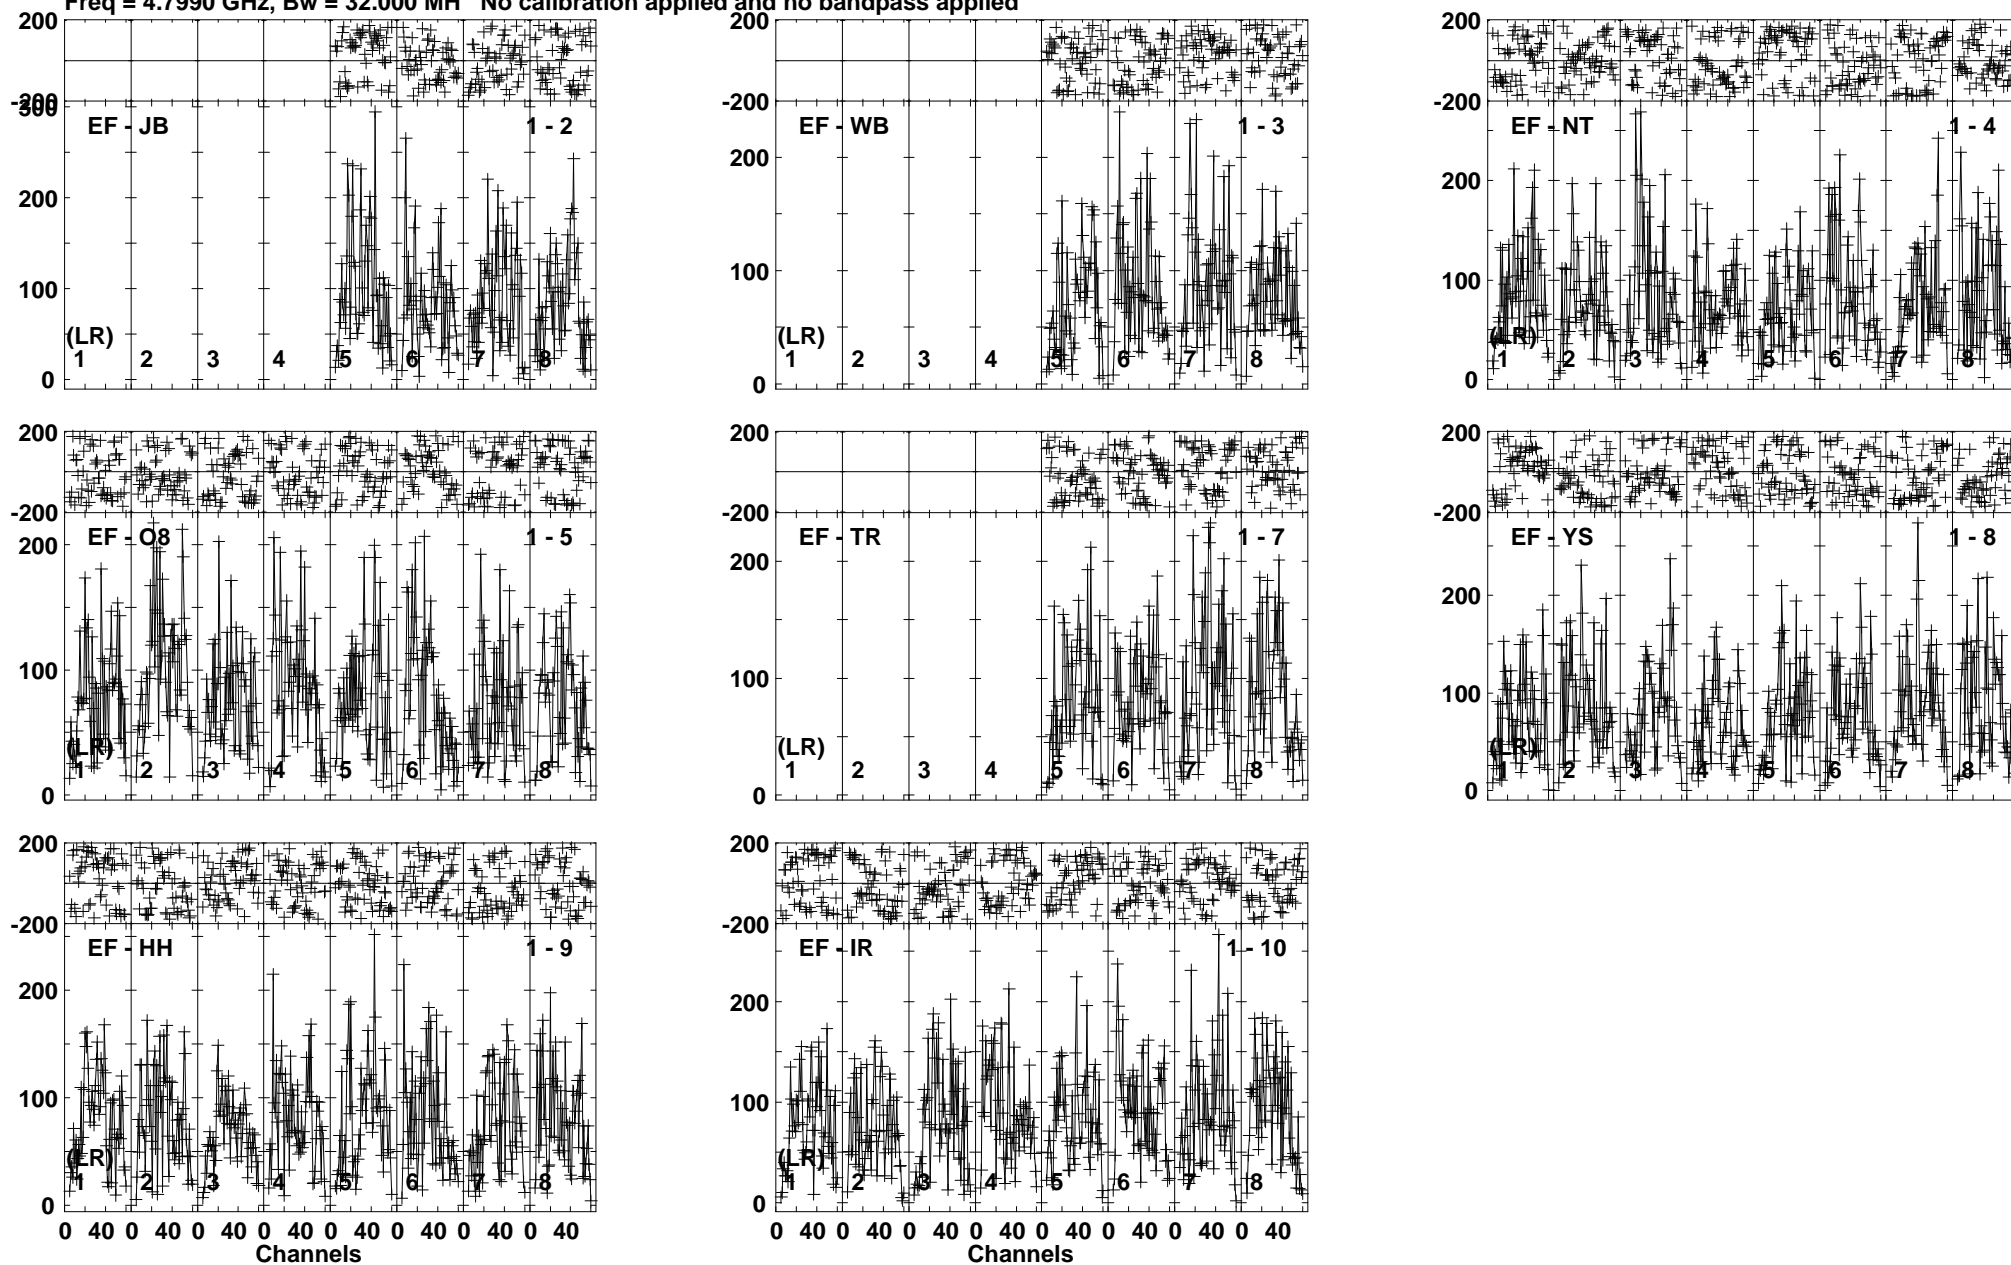 Freq = 4.7990 GHz, Bw = 32.000 MH No calibration applied and no bandpass applied
200
-200
300
200
100
0
EF - JB
1 - 2
(LR)
1 2 3 4 5 6 7 8
-200
200
100
0
EF - WB
1 - 3
(LR)
1 2 3 4 5 6 7 8
200
-200
200
100
0
EF - NT
1 - 4
(LR)
1 2 3 4 5 6 7 8
200
-200
200
100
0
EF - O8
1 - 5
(LR)
1 2 3 4 5 6 7 8
200
-200
200
100
0
EF - TR
1 - 7
(LR)
1 2 3 4 5 6 7 8
200
-200
200
100
0
EF - YS
1 - 8
(LR)
1 2 3 4 5 6 7 8
200
-200
200
100
0
EF - HH
1 - 9
(LR)
1 2 3 4 5 6 7 8
0 40 0 40 0 40 0 40 0 40 0 40 0 40 0 40
Channels
200
-200
200
100
0
EF - IR
1 - 10
(LR)
1 2 3 4 5 6 7 8
0 40 0 40 0 40 0 40 0 40 0 40 0 40 0 40
Channels